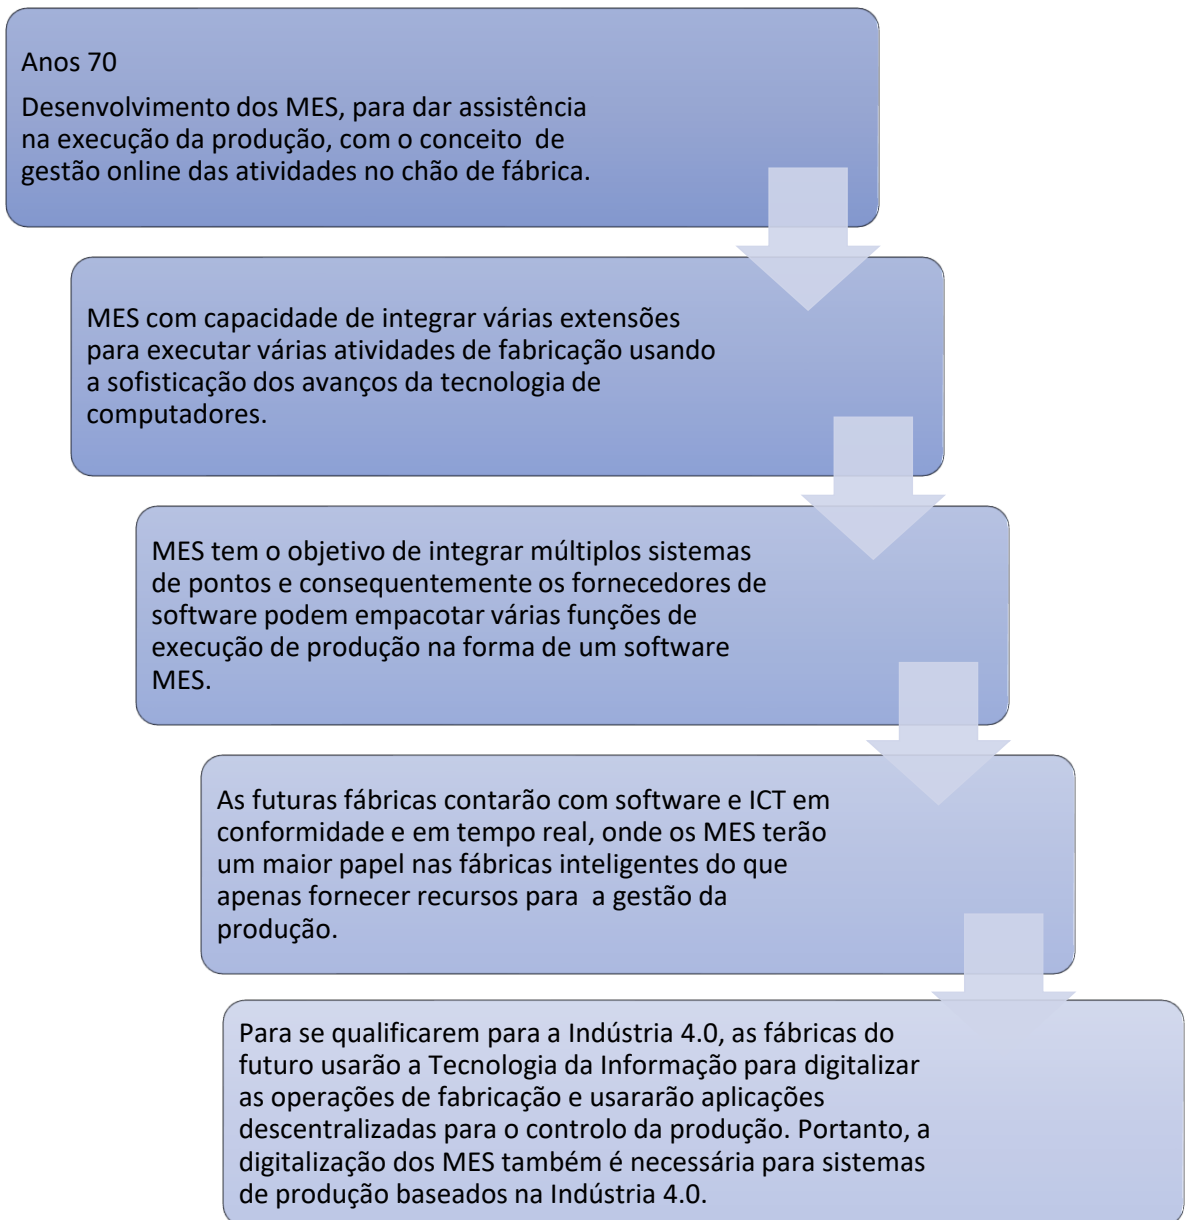 Anos 70
Desenvolvimento dos MES, para dar assistência
na execução da produção, com o conceito  de
gestão online das atividades no chão de fábrica.
MES com capacidade de integrar várias extensões
para executar várias atividades de fabricação usando
a sofisticação dos avanços da tecnologia de
computadores.
MES tem o objetivo de integrar múltiplos sistemas
de pontos e consequentemente os fornecedores de
software podem empacotar várias funções de
execução de produção na forma de um software
MES.
As futuras fábricas contarão com software e ICT em
conformidade e em tempo real, onde os MES terão
um maior papel nas fábricas inteligentes do que
apenas fornecer recursos para  a gestão da
produção.
Para se qualificarem para a Indústria 4.0, as fábricas do
futuro usarão a Tecnologia da Informação para digitalizar
as operações de fabricação e usararão aplicações
descentralizadas para o controlo da produção. Portanto, a
digitalização dos MES também é necessária para sistemas
de produção baseados na Indústria 4.0.